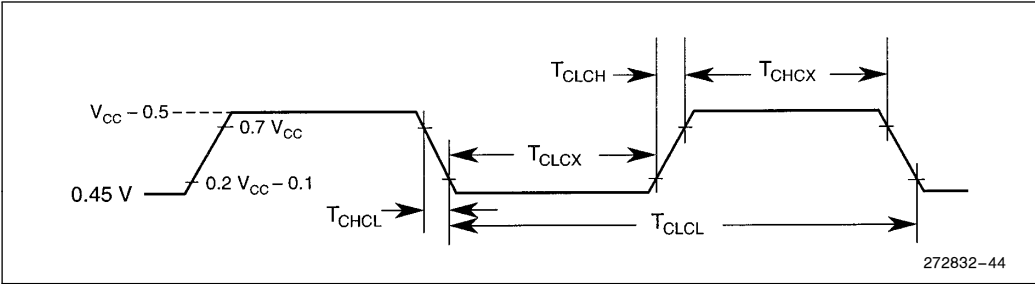 T_CLCH
T_CHCX
V_CC – 0.5
0.7 V_CC
T_CLCX
0.2 V_CC – 0.1
0.45 V
T_CHCL
T_CLCL
272832–44